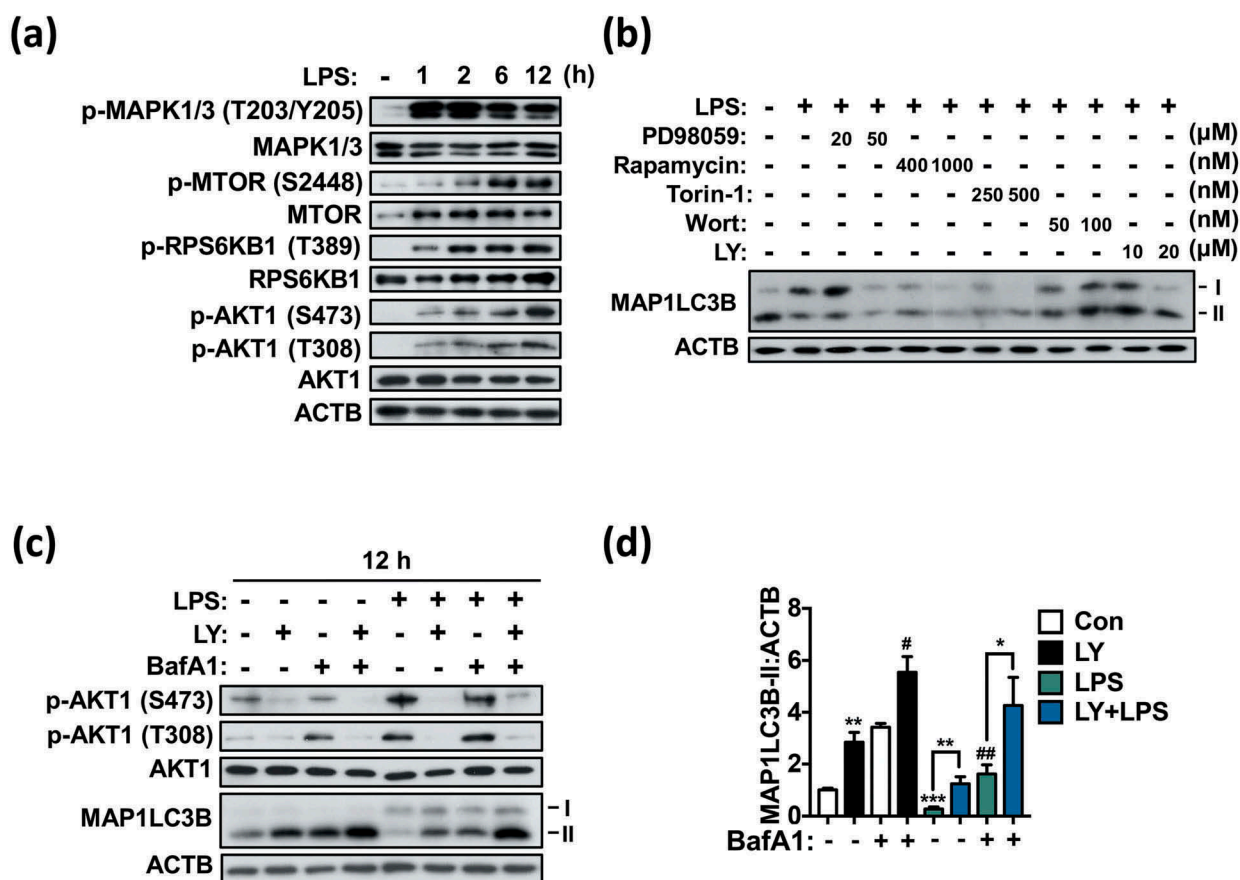 (a)
LPS: - 1 2 6 12 (h)
p-MAPK1/3 (T203/Y205)
MAPK1/3
p-MTOR (S2448)
MTOR
p-RPS6KB1 (T389)
RPS6KB1
p-AKT1 (S473)
p-AKT1 (T308)
AKT1
ACTB
(b)
LPS: - + + + + + + + + + + +
PD98059: - - 20 50 - - - - - - - - (µM)
Rapamycin: - - - - 400 1000 - - - - - - (nM)
Torin-1: - - - - - - 250 500 - - - - (nM)
Wort: - - - - - - - - 50 100 - - (nM)
LY: - - - - - - - - - - 10 20 (µM)
MAP1LC3B - I
- II
ACTB
(c)
12 h
LPS: - - - - + + + +
LY: - + - + - + - +
BafA1: - - + + - - + +
p-AKT1 (S473)
p-AKT1 (T308)
AKT1
MAP1LC3B - I
- II
ACTB
(d)
MAP1LC3B-II:ACTB
8
6
4
2
0
** # *** ** ## *
BafA1: - - + + - - + +
Con
LY
LPS
LY+LPS